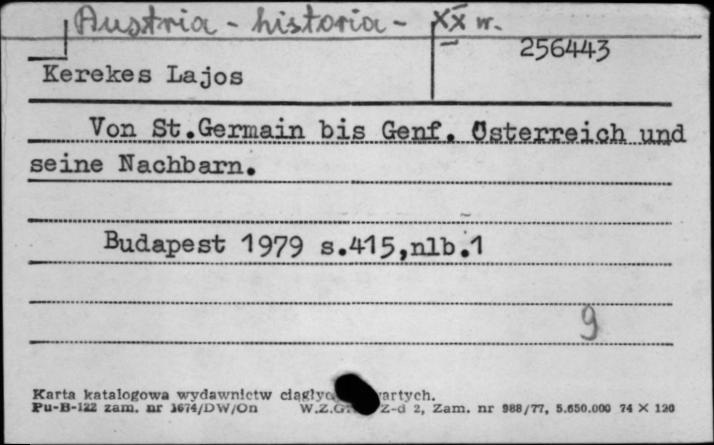 Austria - historia - XX w.
256443
Kerekes Lajos
Von St.Germain bis Genf. Österreich und
seine Nachbarn.
Budapest 1979 s.415,nlb.1
9
Karta katalogowa wydawnictw
Pu-B-122 zam. nr 1674/DW/On W.Z.G Z-d 2, Zam. nr 988/77, 5.650.000 74 X 120